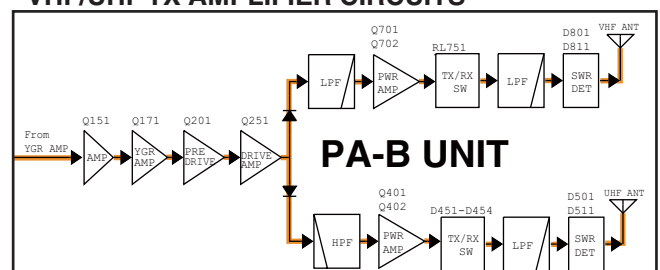 VHF/UHF TX AMPLIFIER CIRCUITS
Q701
Q702
RL751
D801
D811
VHF ANT
LPF
PWR
AMP
TX/RX
SW
LPF
SWR
DET
Q151
Q171
Q201
Q251
From
YGR AMP
AMP
YGR
AMP
PRE
DRIVE
DRIVE
AMP
PA-B UNIT
Q401
Q402
D451-D454
D501
D511
UHF ANT
HPF
PWR
AMP
TX/RX
SW
LPF
SWR
DET